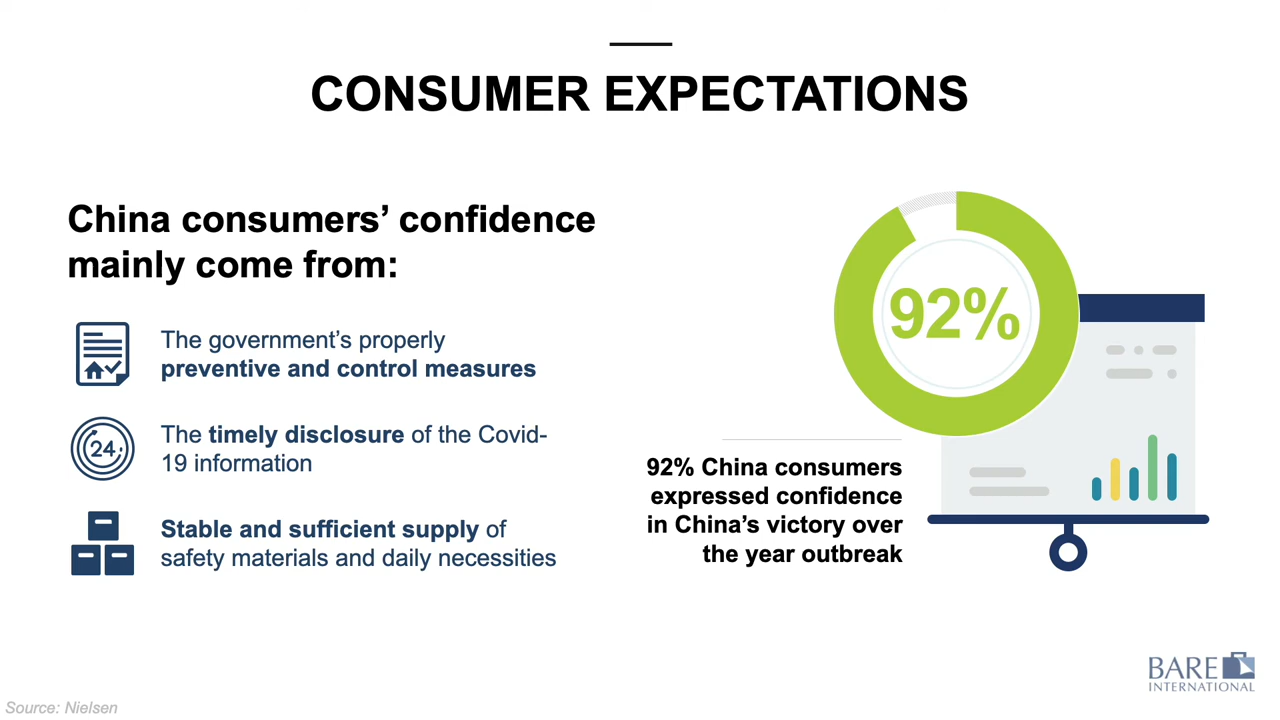 CONSUMER EXPECTATIONS
China consumers’ confidence
mainly come from:
The government’s properly
preventive and control measures
24
The timely disclosure of the Covid-
19 information
Stable and sufficient supply of
safety materials and daily necessities
92%
92% China consumers
expressed confidence
in China’s victory over
the year outbreak
BARE
INTERNATIONAL
Source: Nielsen